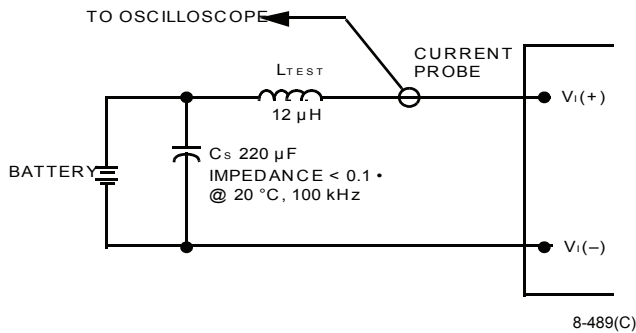 TO OSCILLOSCOPE
CURRENT
PROBE
LTEST
12 µH
VI(+)
CS 220 µF
IMPEDANCE < 0.1 •
@ 20 °C, 100 kHz
BATTERY
VI(–)
8-489(C)